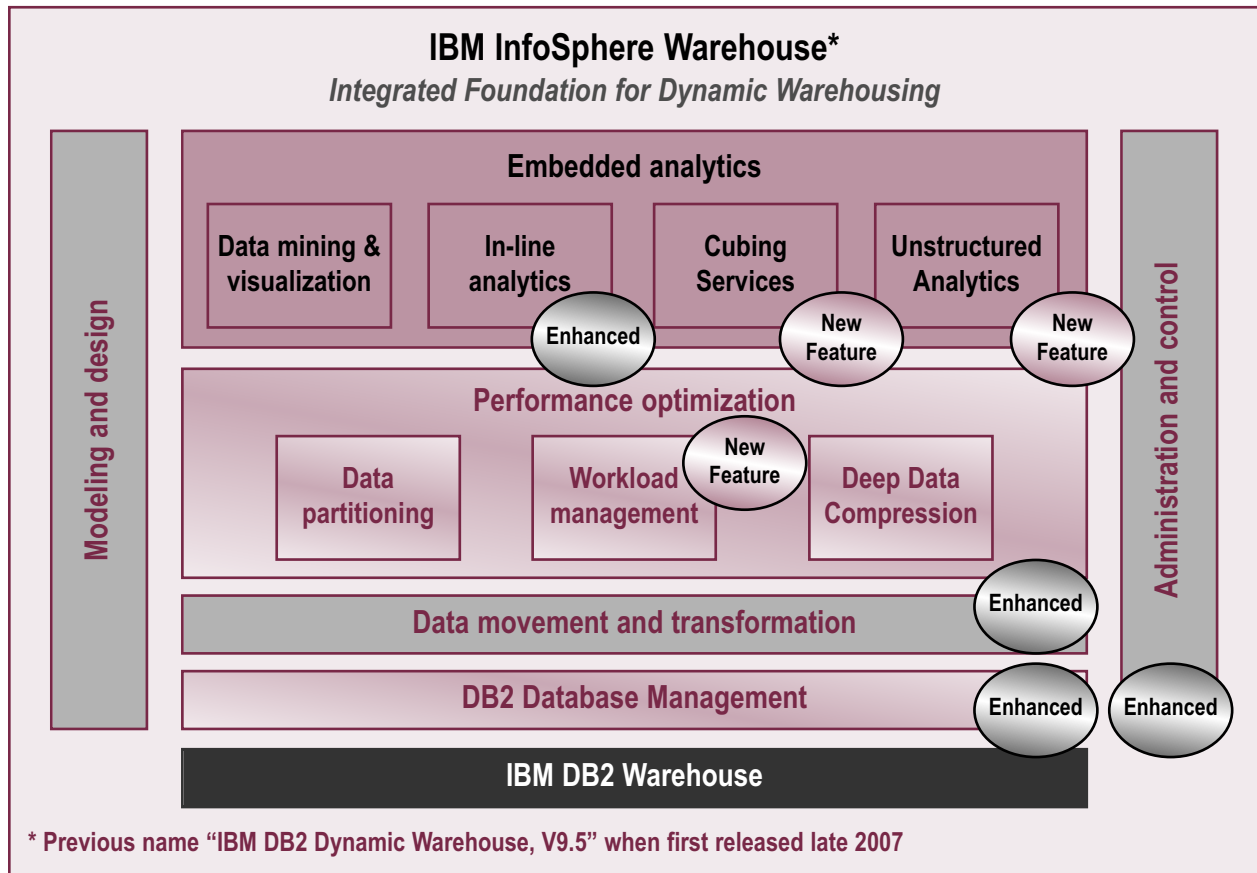 IBM InfoSphere Warehouse*
Integrated Foundation for Dynamic Warehousing
Modeling and design
Embedded analytics
Data mining &
visualization
In-line
analytics
Enhanced
Cubing
Services
New
Feature
Unstructured
Analytics
New
Feature
Performance optimization
Data
partitioning
Workload
management
New
Feature
Deep Data
Compression
Data movement and transformation
Enhanced
DB2 Database Management
Enhanced
Administration and control
Enhanced
IBM DB2 Warehouse
* Previous name “IBM DB2 Dynamic Warehouse, V9.5” when first released late 2007